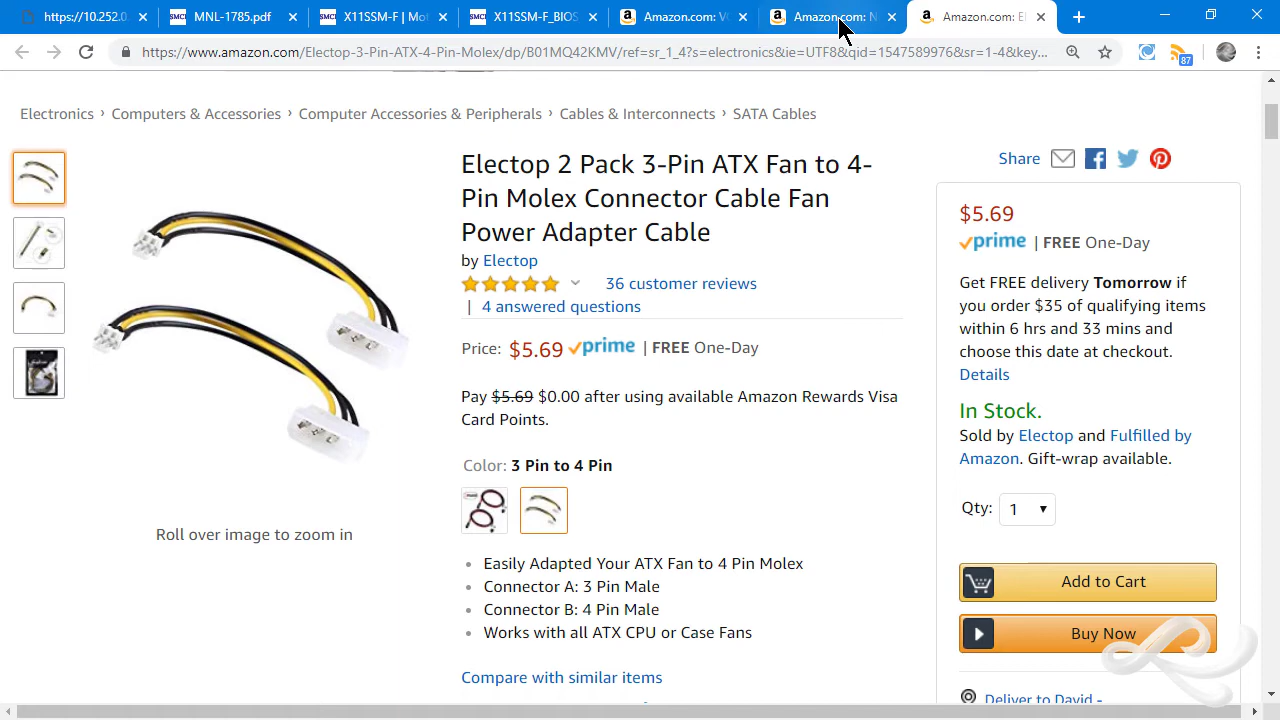 https://10.252.0
MNL-1785.pdf
X11SSM-F | Mot
X11SSM-F_BIOS
Amazon.com: V
Amazon.com: N
Amazon.com: El
https://www.amazon.com/Electop-3-Pin-ATX-4-Pin-Molex/dp/B01MQ42KMV/ref=sr_1_4?s=electronics&ie=UTF8&qid=1547589976&sr=1-4&key...
87
Electronics › Computers & Accessories › Computer Accessories & Peripherals › Cables & Interconnects › SATA Cables
Electop 2 Pack 3-Pin ATX Fan to 4-
Pin Molex Connector Cable Fan
Power Adapter Cable
by Electop
36 customer reviews
| 4 answered questions
Price: $5.69 prime | FREE One-Day
Pay $5.69 $0.00 after using available Amazon Rewards Visa
Card Points.
Color: 3 Pin to 4 Pin
Roll over image to zoom in
• Easily Adapted Your ATX Fan to 4 Pin Molex
• Connector A: 3 Pin Male
• Connector B: 4 Pin Male
• Works with all ATX CPU or Case Fans
Compare with similar items
Share
$5.69
prime | FREE One-Day
Get FREE delivery Tomorrow if
you order $35 of qualifying items
within 6 hrs and 33 mins and
choose this date at checkout.
Details
In Stock.
Sold by Electop and Fulfilled by
Amazon. Gift-wrap available.
Qty: 1
Add to Cart
Buy Now
Deliver to David -